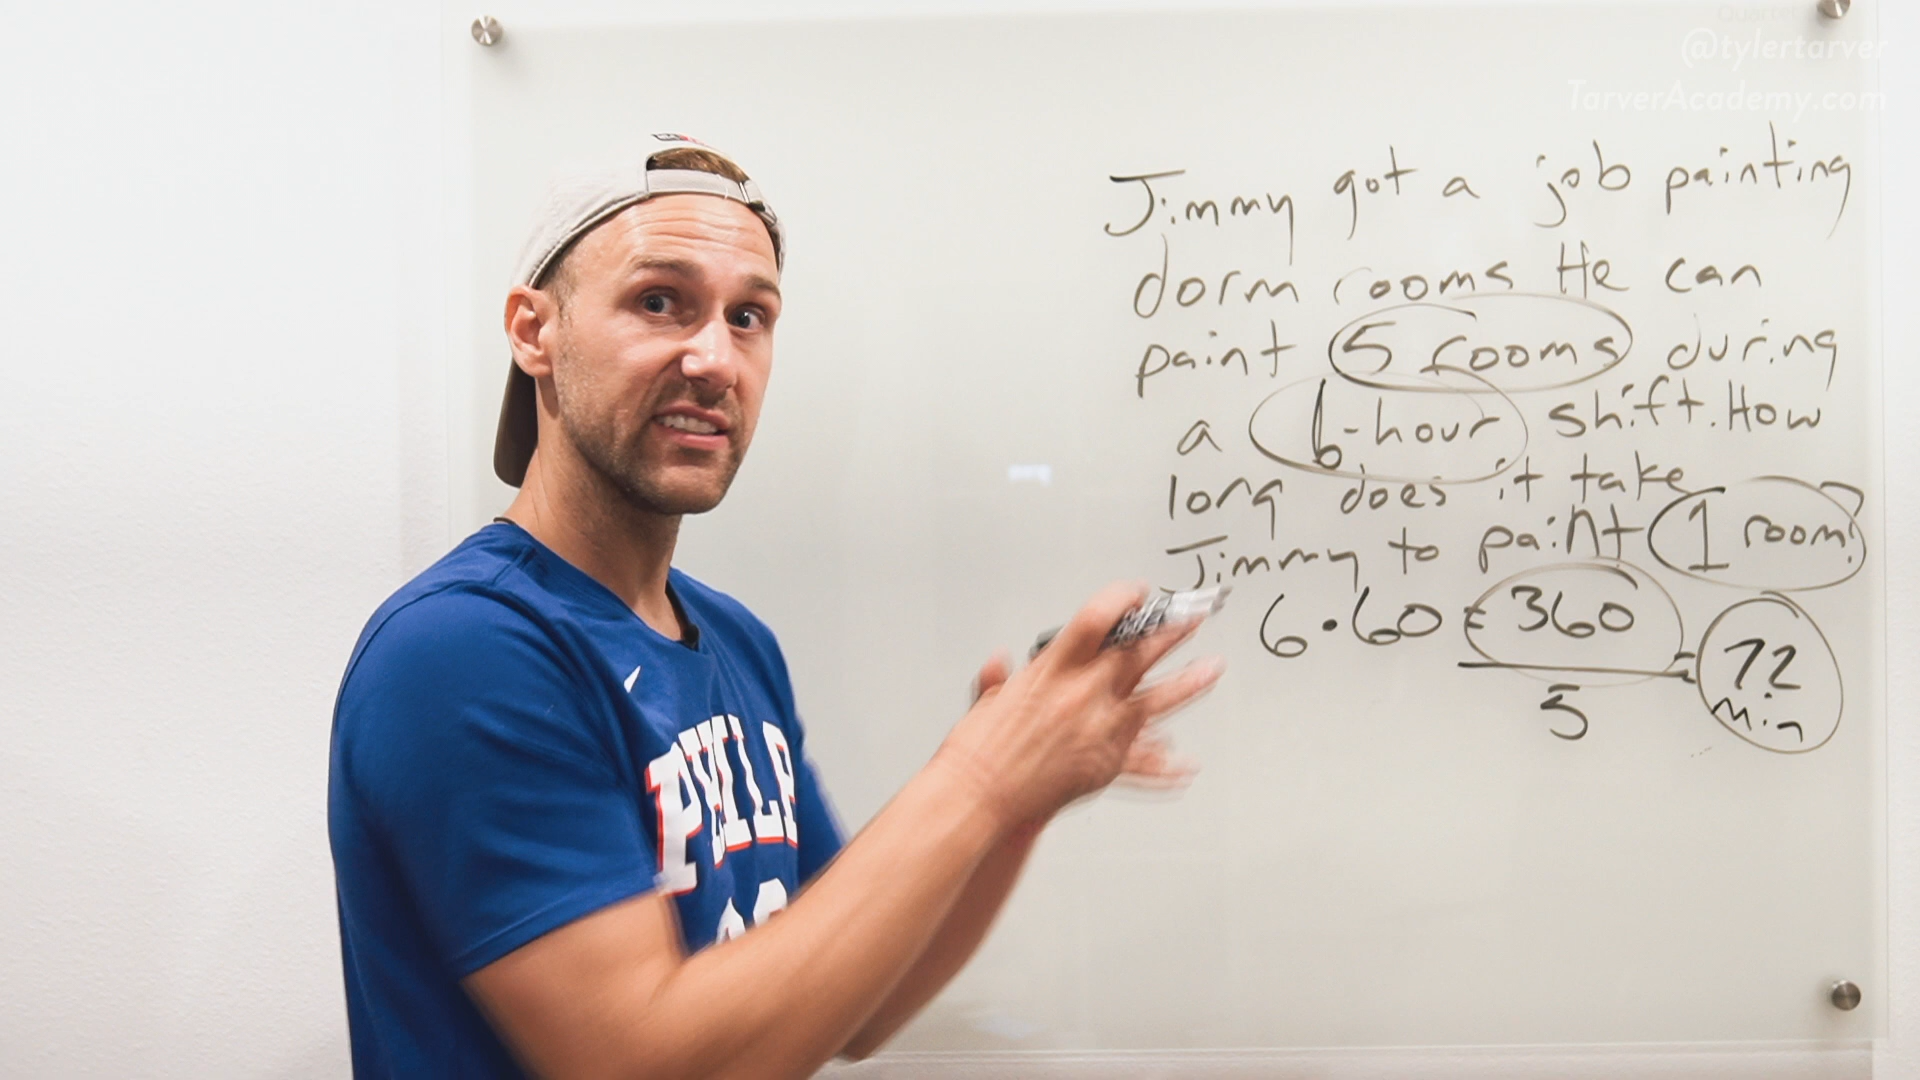 @tylertarver
TarverAcademy.com
Jimmy got a job painting
dorm rooms He can
paint 5 rooms during
a 6-hour shift. How
long does it take
Jimmy to paint 1 room?
6 • 60 = 360
5
= 72
Min
PHILA